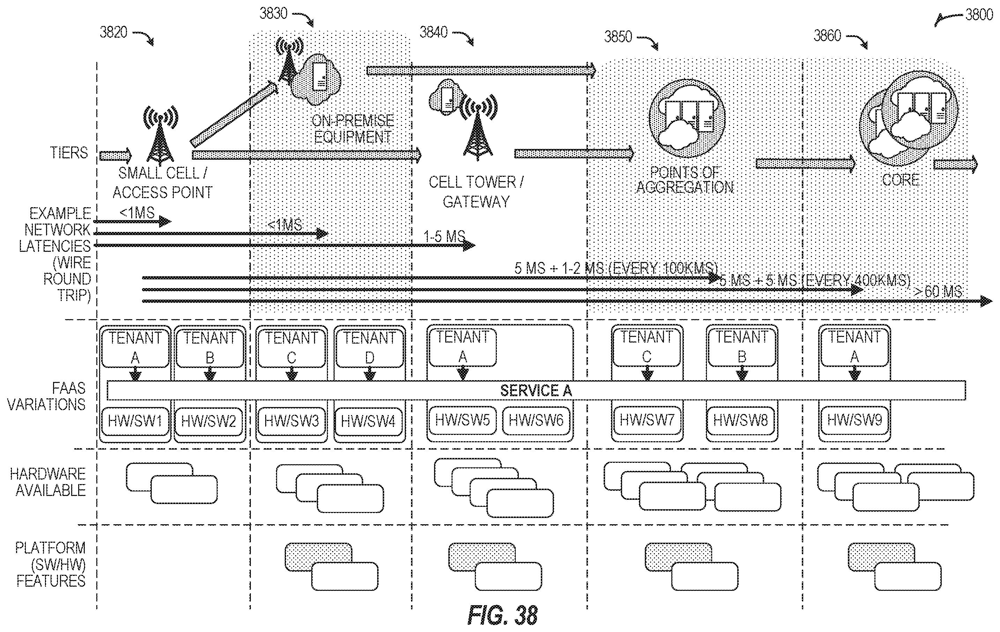 3800
3820
3830
3840
3850
3860
TIERS
SMALL CELL /
ACCESS POINT
ON-PREMISE
EQUIPMENT
CELL TOWER /
GATEWAY
POINTS OF
AGGREGATION
CORE
EXAMPLE
NETWORK
LATENCIES
(WIRE
ROUND
TRIP)
<1MS
<1MS
1-5 MS
5 MS + 1-2 MS (EVERY 100KMS)
5 MS + 5 MS (EVERY 400KMS)
> 60 MS
FAAS
VARIATIONS
TENANT
A
TENANT
B
TENANT
C
TENANT
D
TENANT
A
TENANT
C
TENANT
B
TENANT
A
SERVICE A
HW/SW1
HW/SW2
HW/SW3
HW/SW4
HW/SW5
HW/SW6
HW/SW7
HW/SW8
HW/SW9
HARDWARE
AVAILABLE
PLATFORM
(SW/HW)
FEATURES
FIG. 38